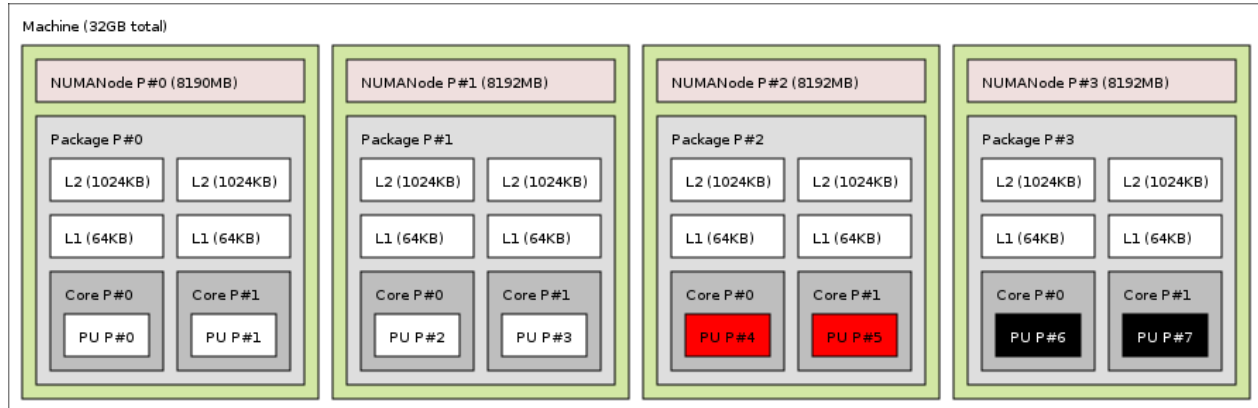 Machine (32GB total)
NUMANode P#0 (8190MB)
Package P#0
L2 (1024KB) L2 (1024KB)
L1 (64KB) L1 (64KB)
Core P#0 Core P#1
PU P#0 PU P#1
NUMANode P#1 (8192MB)
Package P#1
L2 (1024KB) L2 (1024KB)
L1 (64KB) L1 (64KB)
Core P#0 Core P#1
PU P#2 PU P#3
NUMANode P#2 (8192MB)
Package P#2
L2 (1024KB) L2 (1024KB)
L1 (64KB) L1 (64KB)
Core P#0 Core P#1
PU P#4 PU P#5
NUMANode P#3 (8192MB)
Package P#3
L2 (1024KB) L2 (1024KB)
L1 (64KB) L1 (64KB)
Core P#0 Core P#1
PU P#6 PU P#7